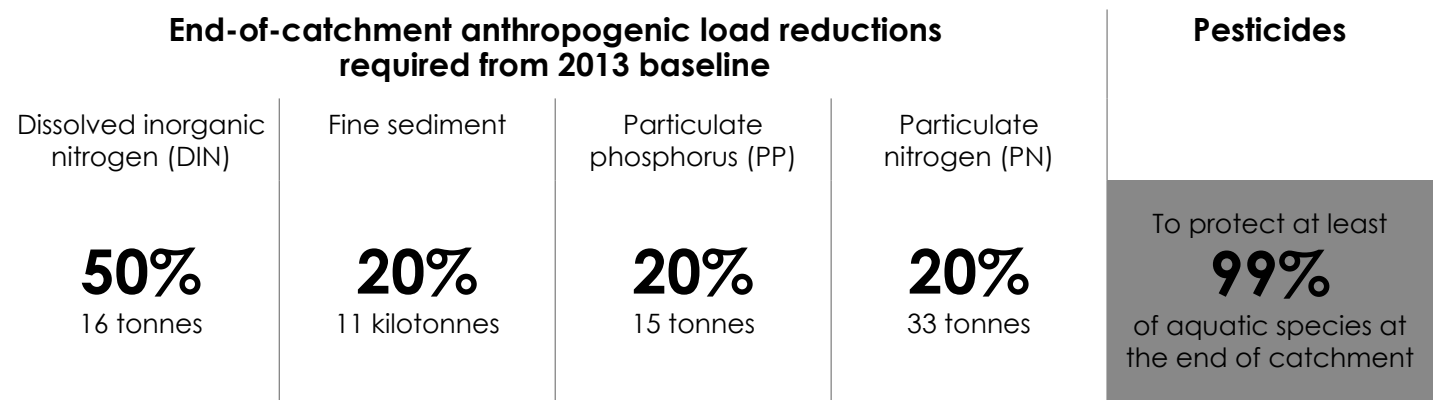 End-of-catchment anthropogenic load reductions
required from 2013 baseline
Pesticides
Dissolved inorganic
nitrogen (DIN)
Fine sediment
Particulate
phosphorus (PP)
Particulate
nitrogen (PN)
50%
16 tonnes
20%
11 kilotonnes
20%
15 tonnes
20%
33 tonnes
To protect at least
99%
of aquatic species at
the end of catchment